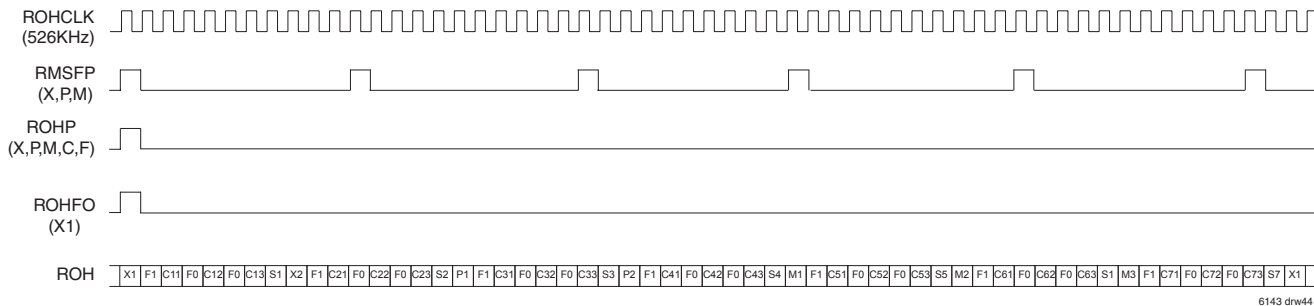 ROHCLK
(526KHz)
RMSFP
(X,P,M)
ROHP
(X,P,M,C,F)
ROHFO
(X1)
ROH X1 F1 C11 F0 C12 F0 C13 S1 X2 F1 C21 F0 C22 F0 C23 S2 P1 F1 C31 F0 C32 F0 C33 S3 P2 F1 C41 F0 C42 F0 C43 S4 M1 F1 C51 F0 C52 F0 C53 S5 M2 F1 C61 F0 C62 F0 C63 S1 M3 F1 C71 F0 C72 F0 C73 S7 X1
6143 drw44